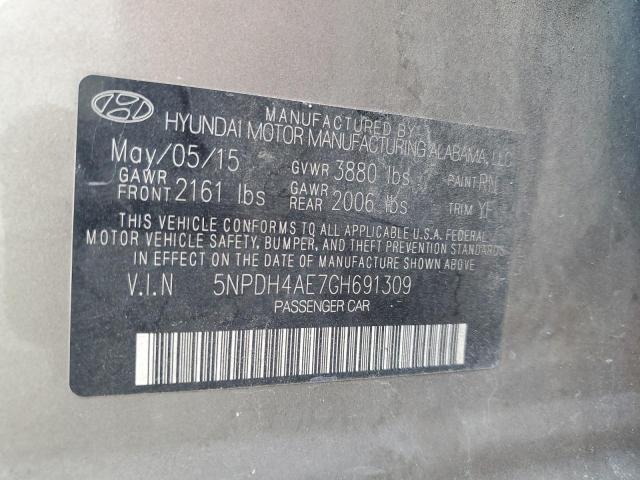 MANUFACTURED BY
HYUNDAI MOTOR MANUFACTURING ALABAMA, LLC
May/05/15 GVWR 3880 lbs PAINT RN
GAWR FRONT 2161 lbs GAWR REAR 2006 lbs TRIM YF
THIS VEHICLE CONFORMS TO ALL APPLICABLE U.S.A. FEDERAL
MOTOR VEHICLE SAFETY, BUMPER, AND THEFT PREVENTION STANDARDS
IN EFFECT ON THE DATE OF MANUFACTURE SHOWN ABOVE.
V.I.N 5NPDH4AE7GH691309
PASSENGER CAR